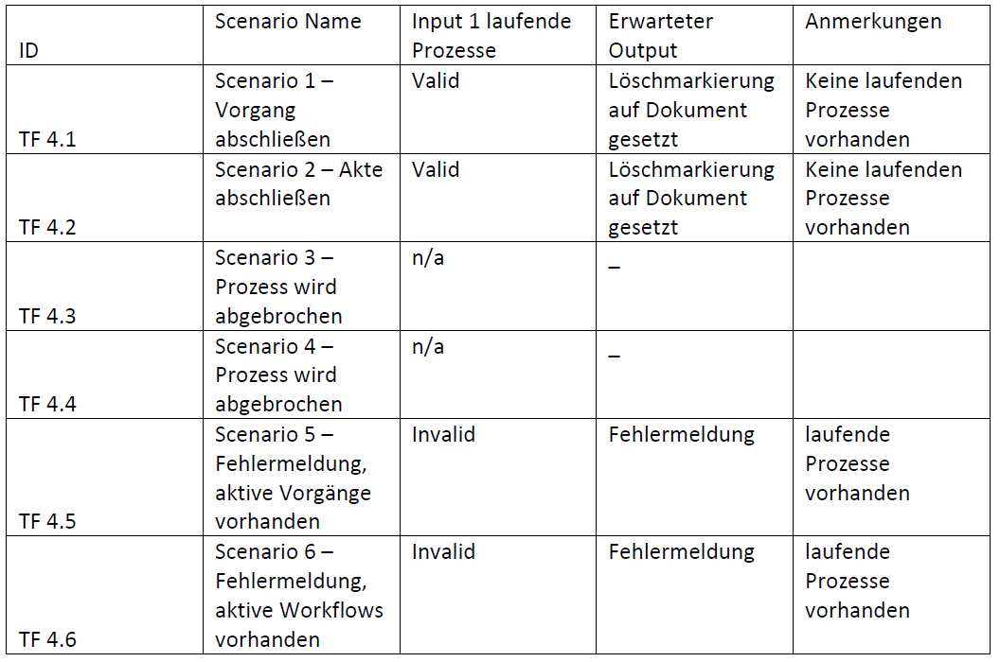 ID
Scenario Name
Input 1 laufende
Prozesse
Erwarteter
Output
Anmerkungen
TF 4.1
Scenario 1 –
Vorgang
abschließen
Valid
Löschmarkierung
auf Dokument
gesetzt
Keine laufenden
Prozesse
vorhanden
TF 4.2
Scenario 2 – Akte
abschließen
Valid
Löschmarkierung
auf Dokument
gesetzt
Keine laufenden
Prozesse
vorhanden
TF 4.3
Scenario 3 –
Prozess wird
abgebrochen
n/a
_
TF 4.4
Scenario 4 –
Prozess wird
abgebrochen
n/a
_
TF 4.5
Scenario 5 –
Fehlermeldung,
aktive Vorgänge
vorhanden
Invalid
Fehlermeldung
laufende
Prozesse
vorhanden
TF 4.6
Scenario 6 –
Fehlermeldung,
aktive Workflows
vorhanden
Invalid
Fehlermeldung
laufende
Prozesse
vorhanden